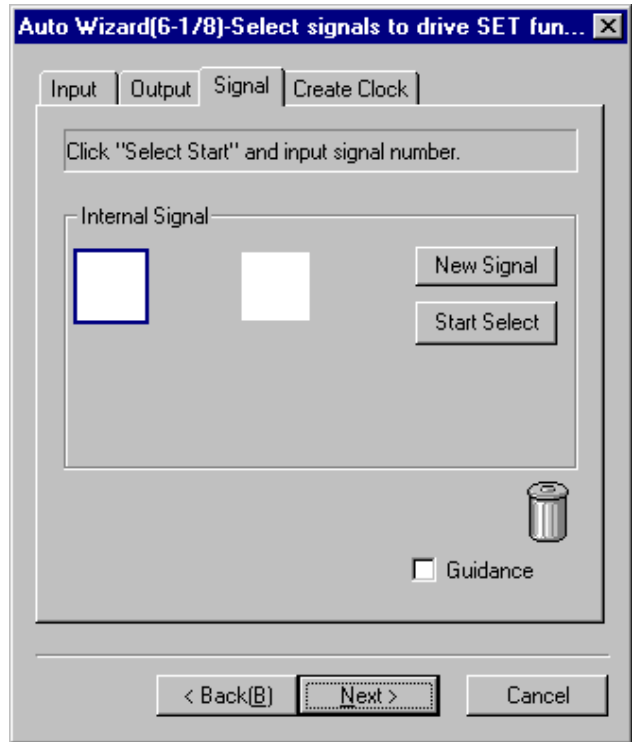 Auto Wizard(6-1/8)-Select signals to drive SET fun...
Input Output Signal Create Clock
Click "Select Start" and input signal number.
Internal Signal
New Signal
Start Select
Guidance
< Back(B) Next > Cancel